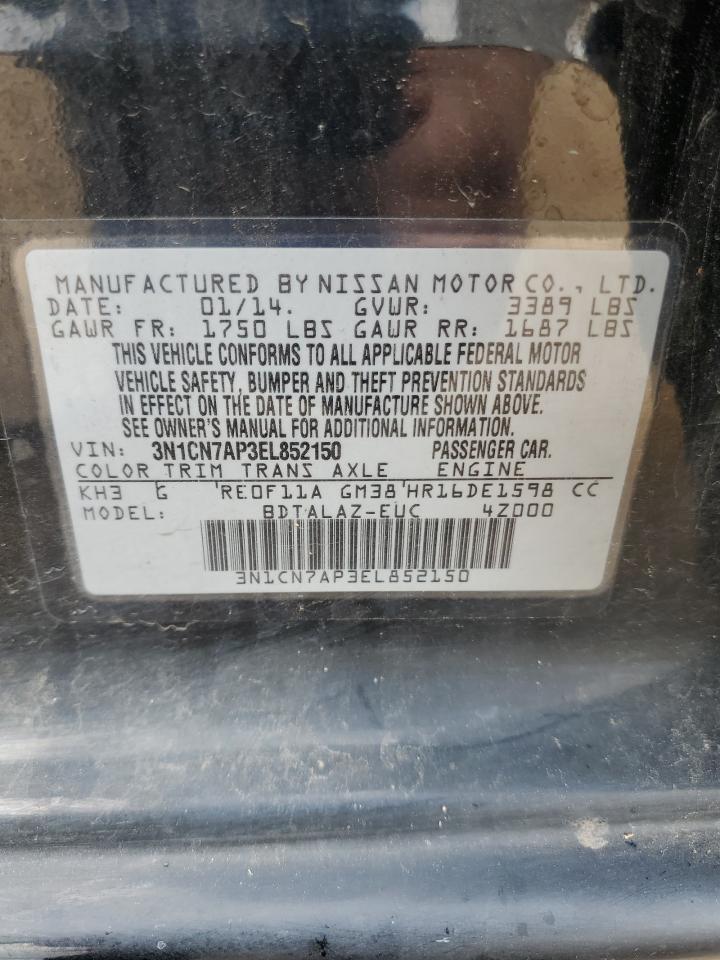 MANUFACTURED BY NISSAN MOTOR CO., LTD.
DATE: 01/14. GVWR: 3389 LBS
GAWR FR: 1750 LBS GAWR RR: 1687 LBS
THIS VEHICLE CONFORMS TO ALL APPLICABLE FEDERAL MOTOR
VEHICLE SAFETY, BUMPER AND THEFT PREVENTION STANDARDS
IN EFFECT ON THE DATE OF MANUFACTURE SHOWN ABOVE.
SEE OWNER'S MANUAL FOR ADDITIONAL INFORMATION.
VIN: 3N1CN7AP3EL852150 PASSENGER CAR.
COLOR TRIM TRANS AXLE ENGINE
KH3 G RE0F11A GM38 HR16DE1598 CC
MODEL: BDTALAZ-EUC 4Z000
3N1CN7AP3EL852150